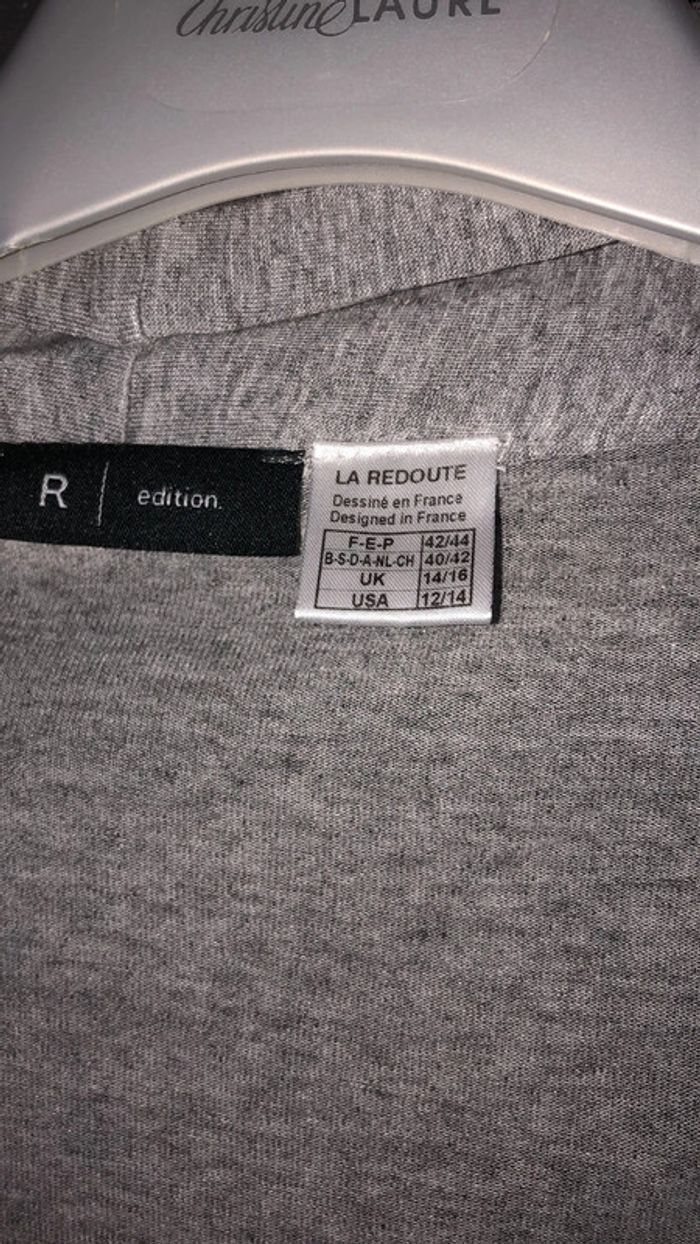 Christine LAURE
R edition.
LA REDOUTE
Dessiné en France
Designed in France
F-E-P 42/44
B-S-D-A-NL-CH 40/42
UK 14/16
USA 12/14